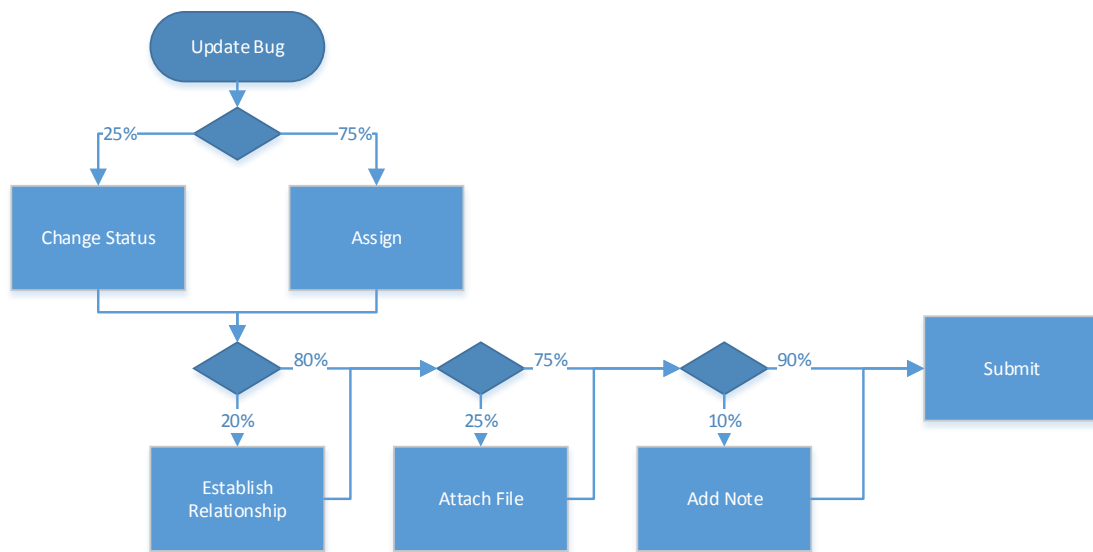 Update Bug
25%
75%
Change Status
Assign
80%
75%
90%
Submit
20%
25%
10%
Establish
Relationship
Attach File
Add Note